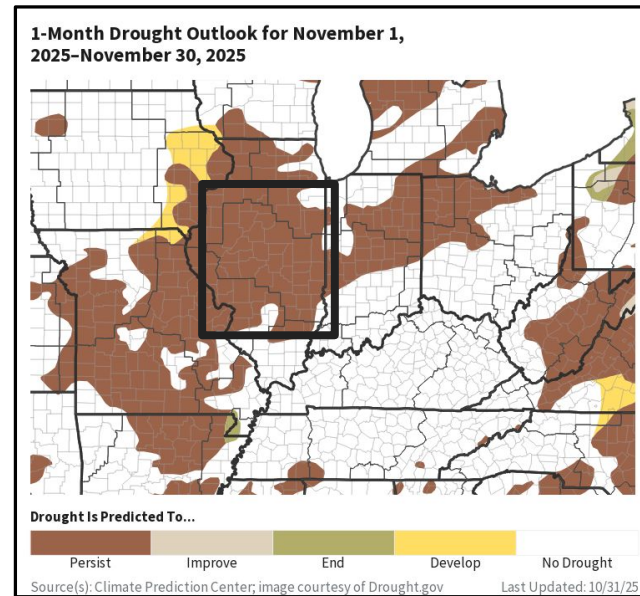 1-Month Drought Outlook for November 1,
2025–November 30, 2025
Drought Is Predicted To...
Persist Improve End Develop No Drought
Source(s): Climate Prediction Center; image courtesy of Drought.gov Last Updated: 10/31/25